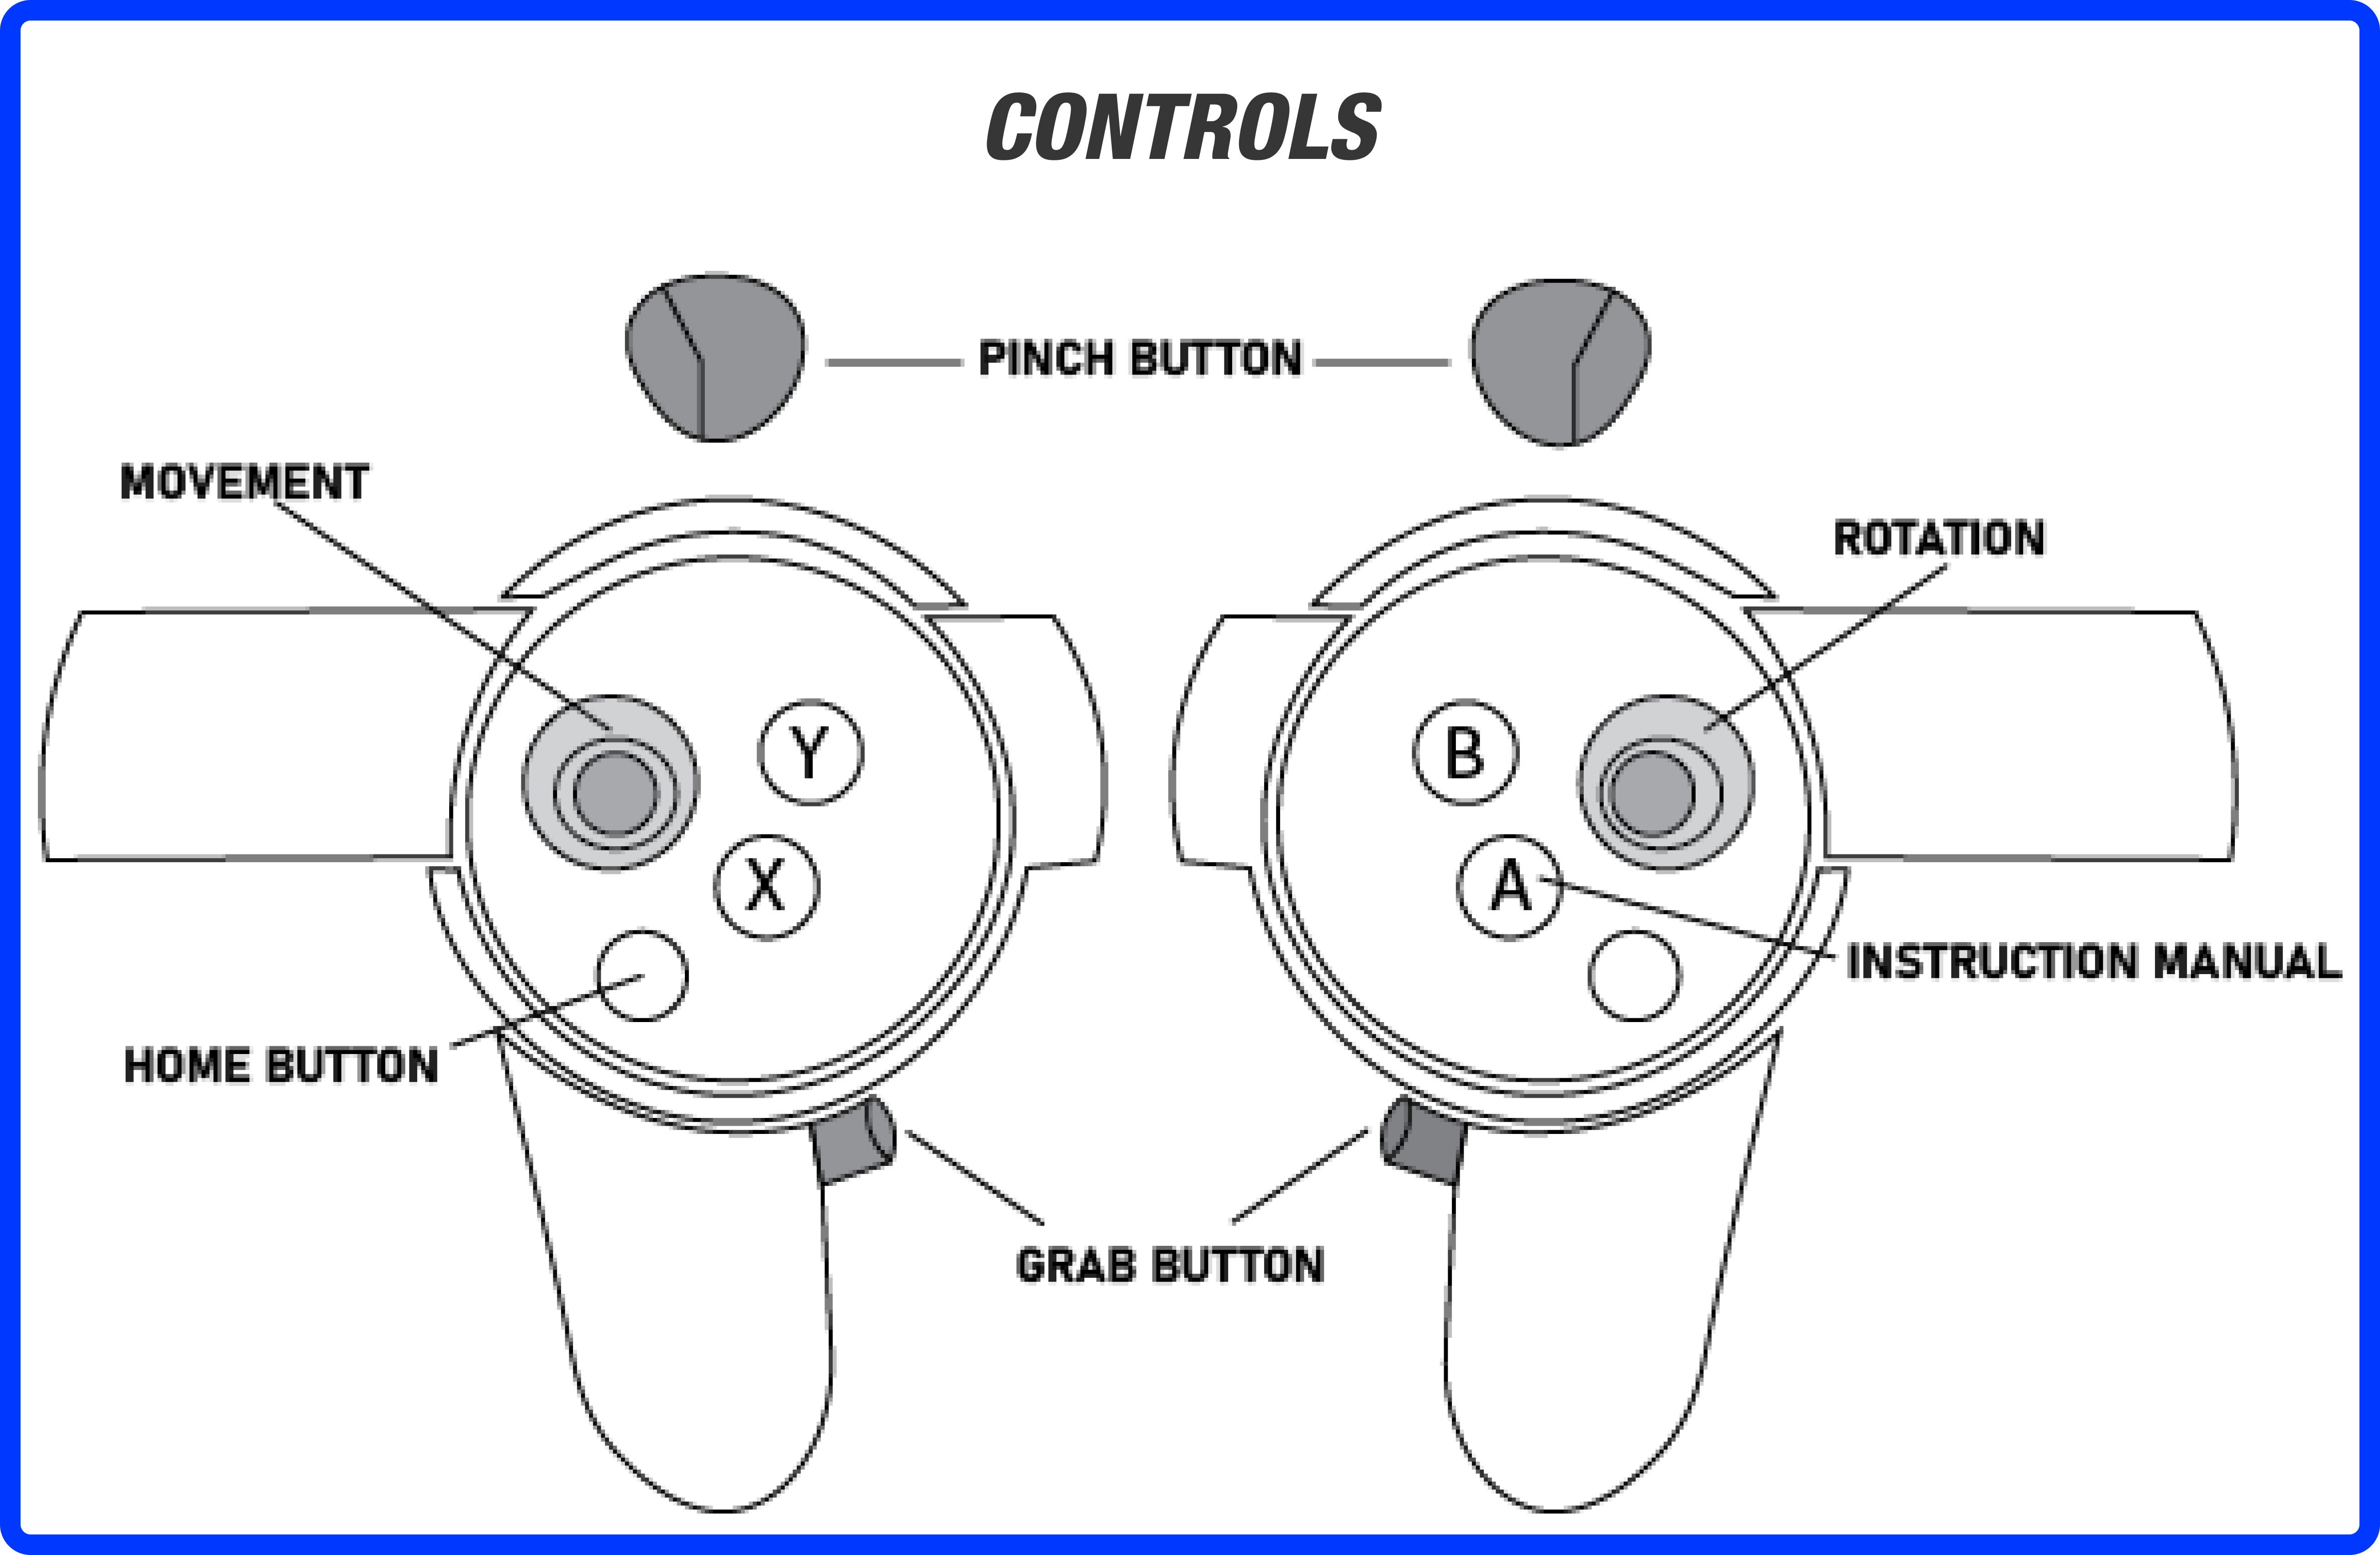 CONTROLS
PINCH BUTTON
MOVEMENT
ROTATION
Y
B
X
A
INSTRUCTION MANUAL
HOME BUTTON
GRAB BUTTON